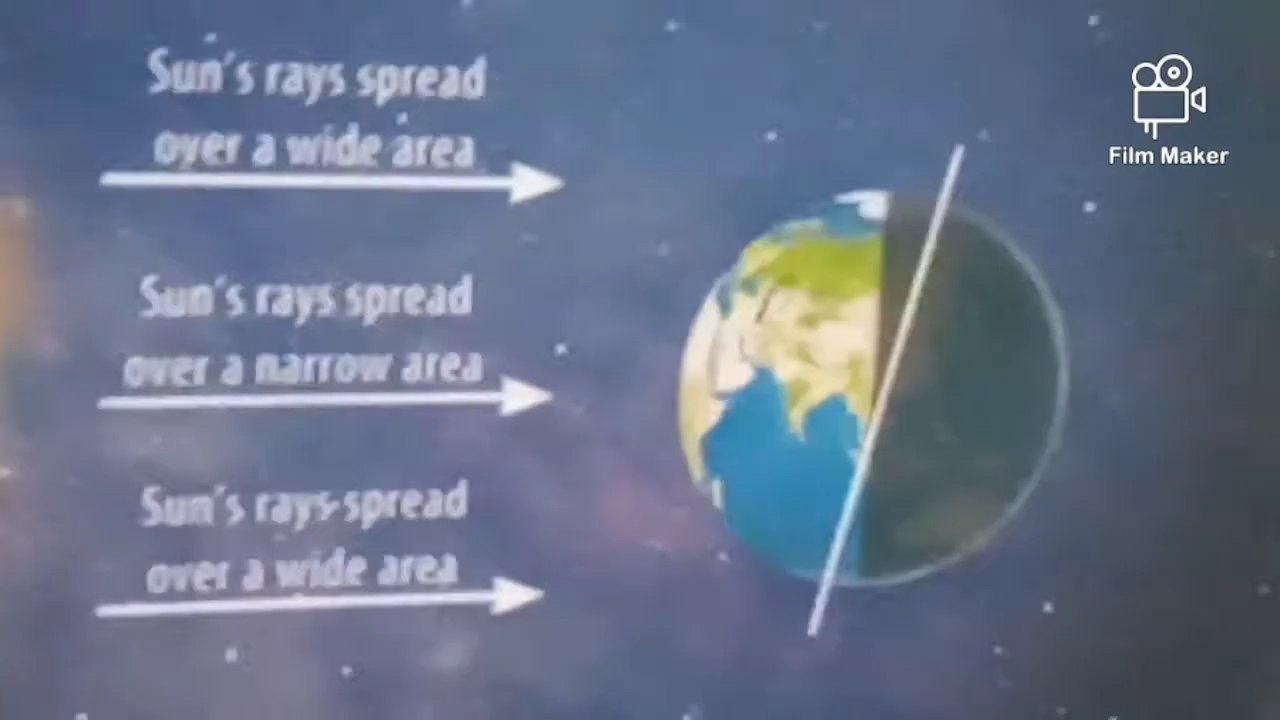 Sun's rays spread
over a wide area
Sun's rays spread
over a narrow area
Sun's rays spread
over a wide area
Film Maker